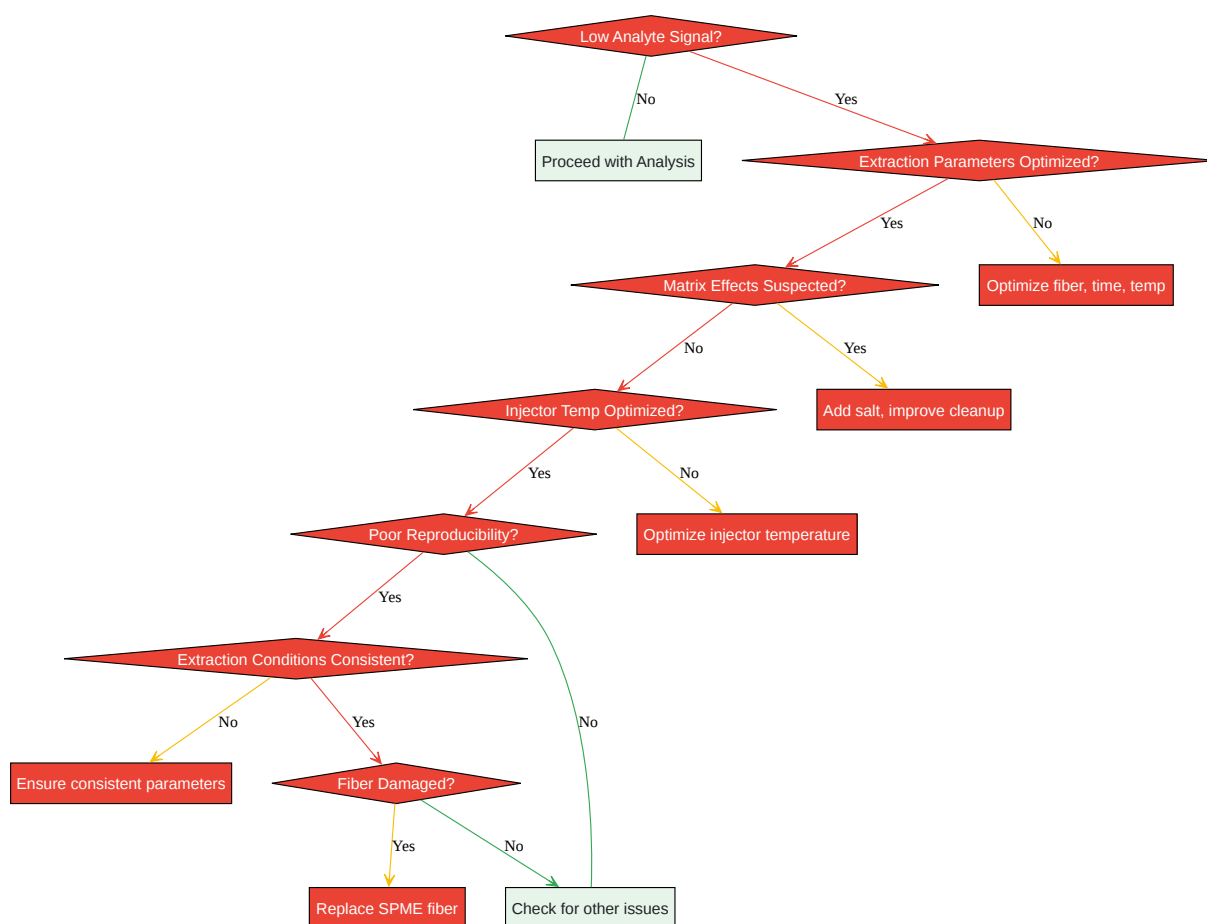 Low Analyte Signal?
No
Yes
Proceed with Analysis
Extraction Parameters Optimized?
Yes
No
Matrix Effects Suspected?
Optimize fiber, time, temp
No
Yes
Injector Temp Optimized?
Add salt, improve cleanup
Yes
No
Poor Reproducibility?
Optimize injector temperature
Yes
Extraction Conditions Consistent?
No
Yes
No
Ensure consistent parameters
Fiber Damaged?
Yes
No
Replace SPME fiber
Check for other issues